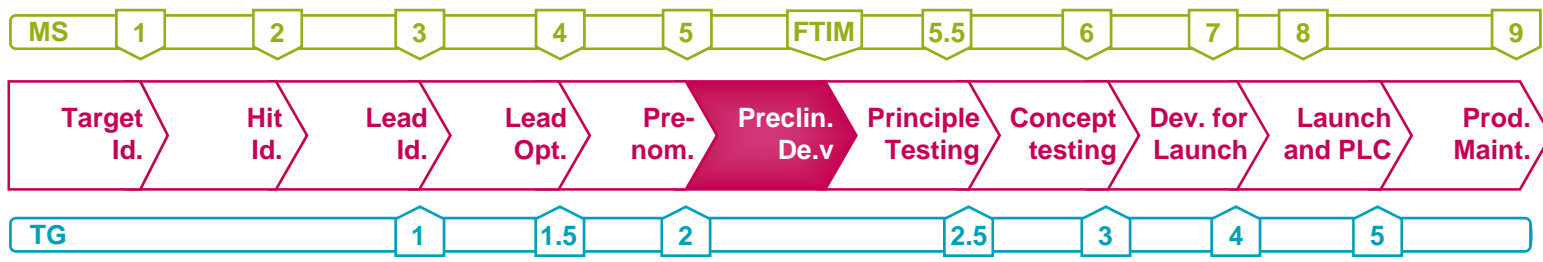 MS 1 2 3 4 5 FTIM 5.5 6 7 8 9
Target
Id.
Hit
Id.
Lead
Id.
Lead
Opt.
Pre-
nom.
Preclin.
De.v
Principle
Testing
Concept
testing
Dev. for
Launch
Launch
and PLC
Prod.
Maint.
TG 1 1.5 2 2.5 3 4 5